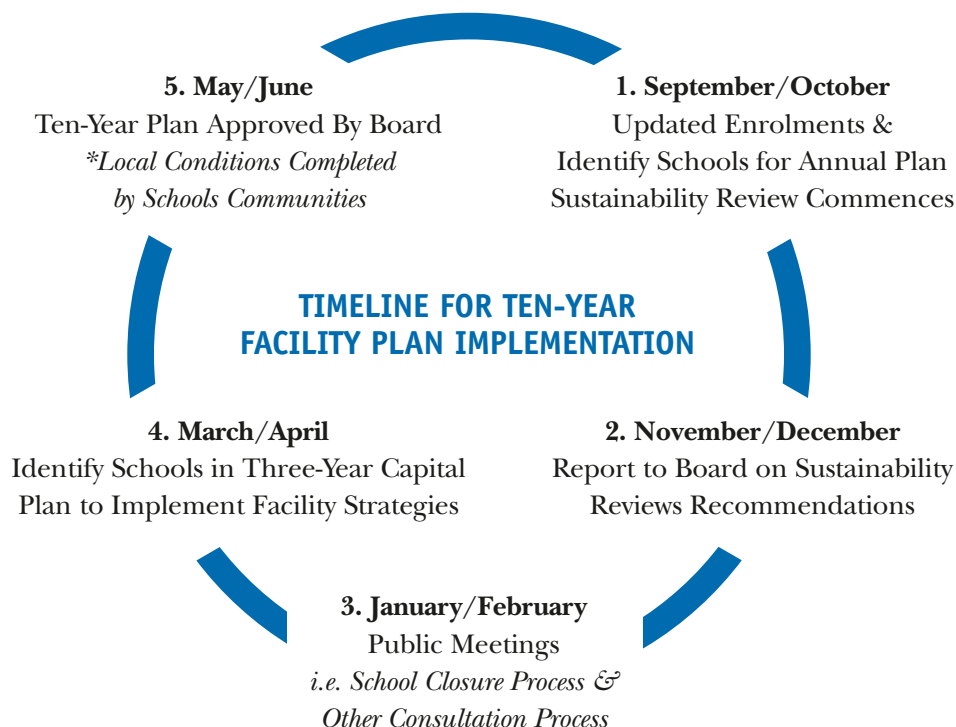 TIMELINE FOR TEN-YEAR
FACILITY PLAN IMPLEMENTATION
1. September/October
Updated Enrolments &
Identify Schools for Annual Plan
Sustainability Review Commences
2. November/December
Report to Board on Sustainability
Reviews Recommendations
3. January/February
Public Meetings
i.e. School Closure Process &
Other Consultation Process
4. March/April
Identify Schools in Three-Year Capital
Plan to Implement Facility Strategies
5. May/June
Ten-Year Plan Approved By Board
*Local Conditions Completed
by Schools Communities